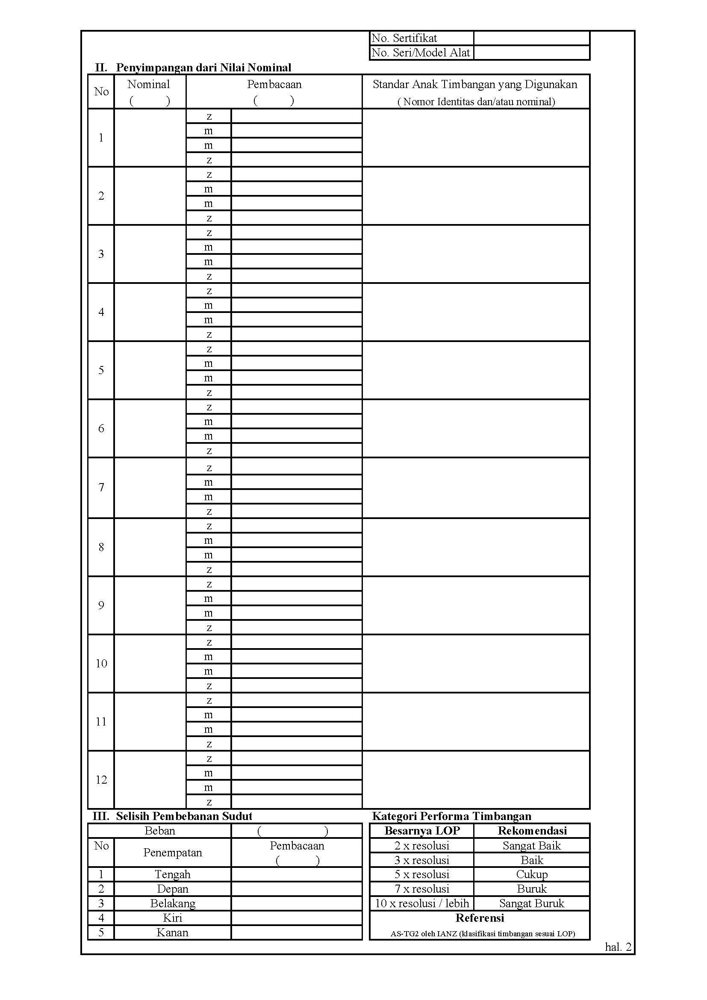 No. Sertifikat
No. Seri/Model Alat
II. Penyimpangan dari Nilai Nominal
No Nominal Pembacaan Standar Anak Timbangan yang Digunakan
( ) ( ) ( Nomor Identitas dan/atau nominal)
z
m
1
m
z
z
m
2
m
z
z
m
3
m
z
z
m
4
m
z
z
m
5
m
z
z
m
6
m
z
z
m
7
m
z
z
m
8
m
z
z
m
9
m
z
z
m
10
m
z
z
m
11
m
z
z
m
12
m
z
III. Selisih Pembebanan Sudut
Beban ( )
No Penempatan Pembacaan
( )
1 Tengah
2 Depan
3 Belakang
4 Kiri
5 Kanan
Kategori Performa Timbangan
Besarnya LOP Rekomendasi
2 x resolusi Sangat Baik
3 x resolusi Baik
5 x resolusi Cukup
7 x resolusi Buruk
10 x resolusi / lebih Sangat Buruk
Referensi
AS-TG2 oleh IANZ (klasifikasi timbangan sesuai LOP)
hal. 2